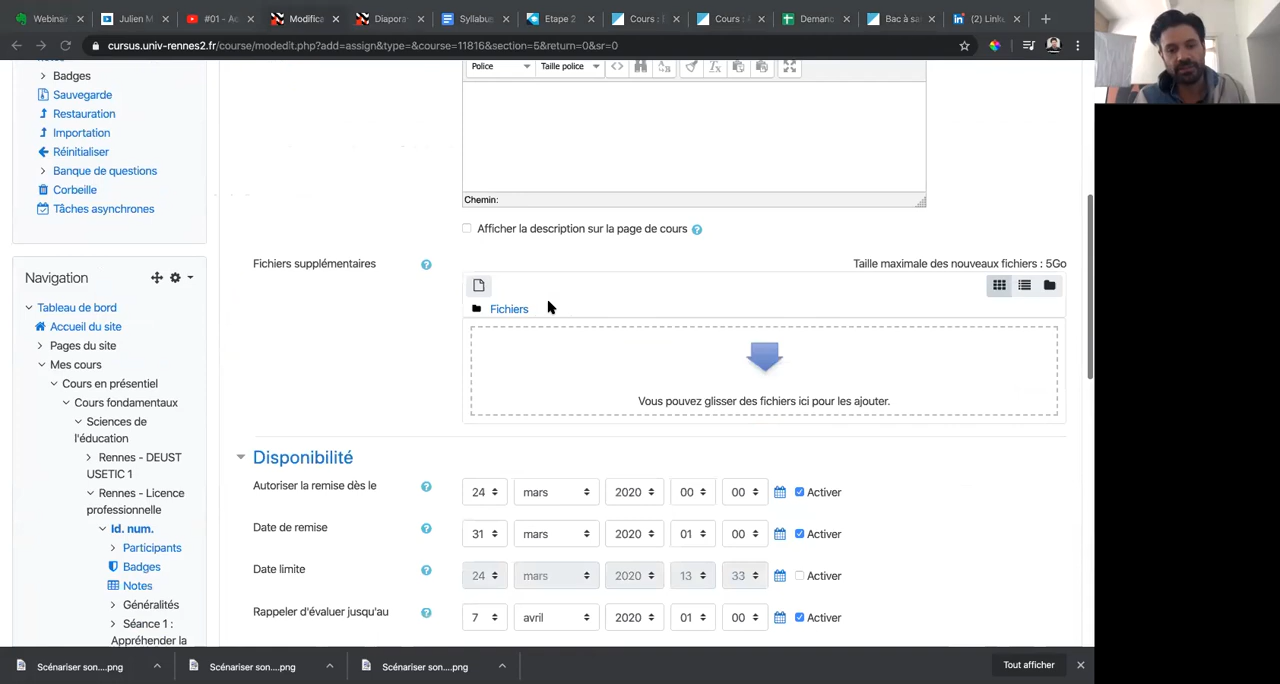 Webina
Julien M
#01 - Ac
Modifica
Diapora
Syllabus
Etape 2
Cours :
Cours :
Deman
Bac à sa
(2) Link
cursus.univ-rennes2.fr/course/modedit.php?add=assign&type=&course=11816&section=5&return=0&sr=0
Badges
Sauvegarde
Restauration
Importation
Réinitialiser
Banque de questions
Corbeille
Tâches asynchrones
Navigation
Tableau de bord
Accueil du site
Pages du site
Mes cours
Cours en présentiel
Cours fondamentaux
Sciences de
l'éducation
Rennes - DEUST
USETIC 1
Rennes - Licence
professionnelle
Id. num.
Participants
Badges
Notes
Généralités
Séance 1 :
Appréhender la
Police
Taille police
Chemin:
Afficher la description sur la page de cours
Fichiers supplémentaires
Taille maximale des nouveaux fichiers : 5Go
Fichiers
Vous pouvez glisser des fichiers ici pour les ajouter.
Disponibilité
Autoriser la remise dès le 24 mars 2020 00 00 Activer
Date de remise 31 mars 2020 01 00 Activer
Date limite 24 mars 2020 13 33 Activer
Rappeler d'évaluer jusqu'au 7 avril 2020 01 00 Activer
Scénariser son....png
Scénariser son....png
Scénariser son....png
Tout afficher